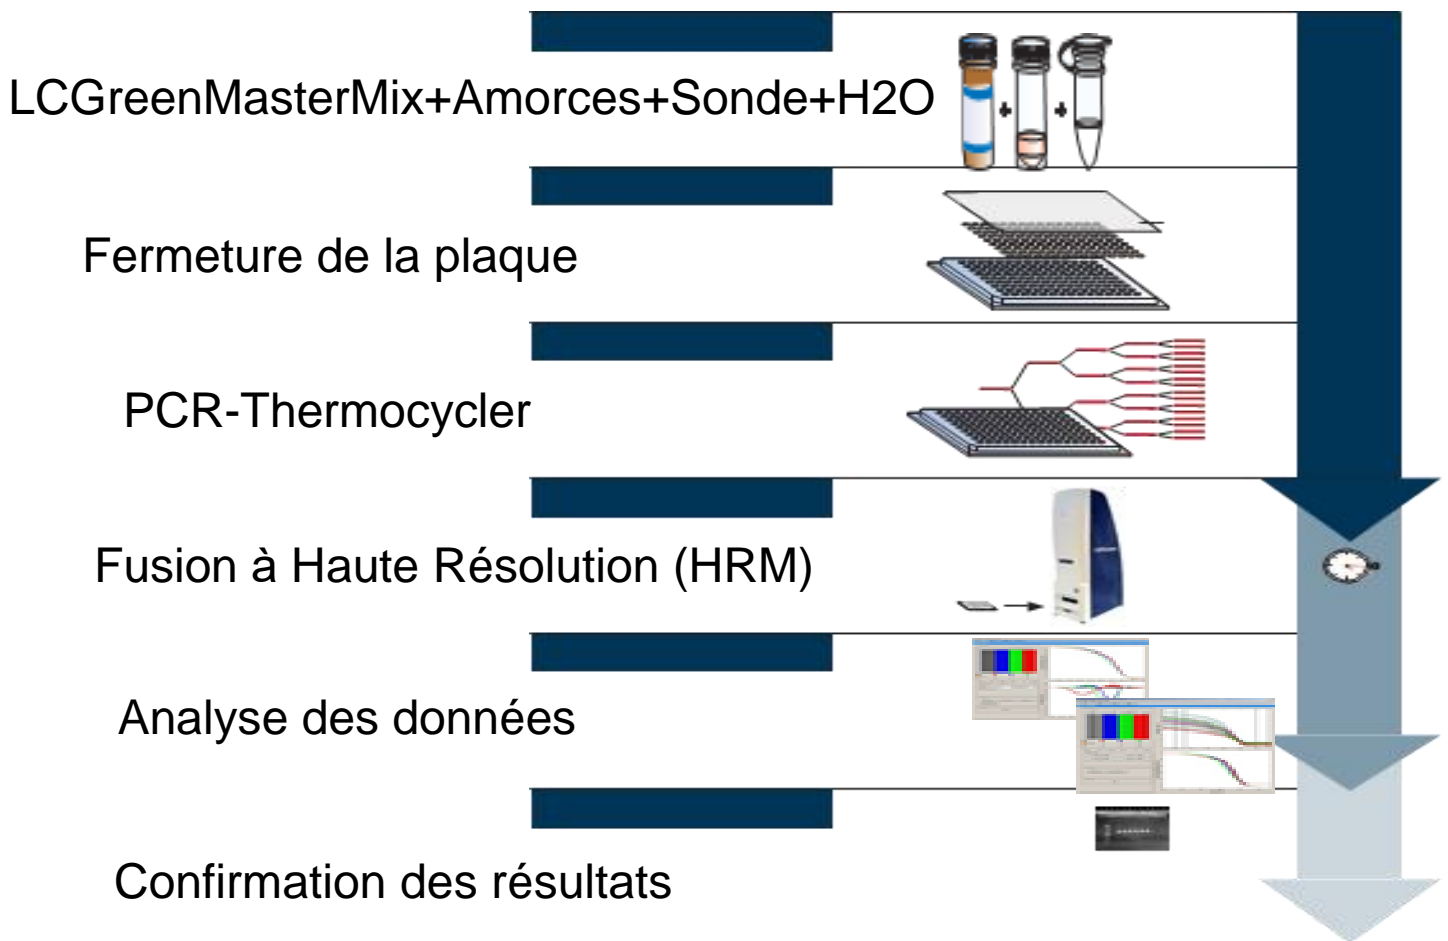 LCGreenMasterMix+Amorces+Sonde+H2O
Fermeture de la plaque
PCR-Thermocycler
Fusion à Haute Résolution (HRM)
Analyse des données
Confirmation des résultats